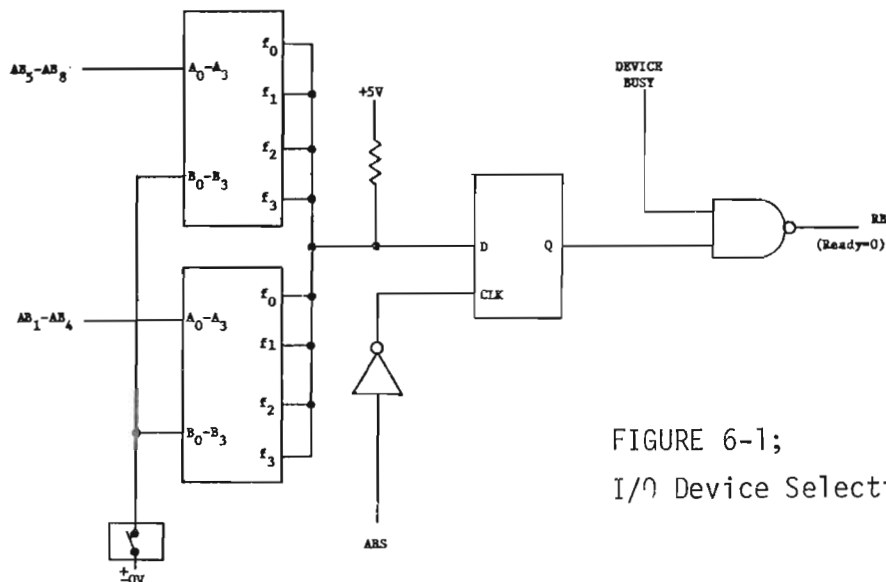 AB5-AB8
A0-A3
B0-B3
f0
f1
f2
f3
+5V
DEVICE
BUSY
D
Q
CLK
(Ready=0)
AB1-AB4
A0-A3
B0-B3
f0
f1
f2
f3
ABS
FIGURE 6-1;
I/O Device